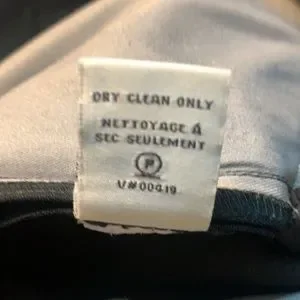 DRY CLEAN ONLY
NETTOYAGE Á
SEC SEULEMENT
P
V#00419